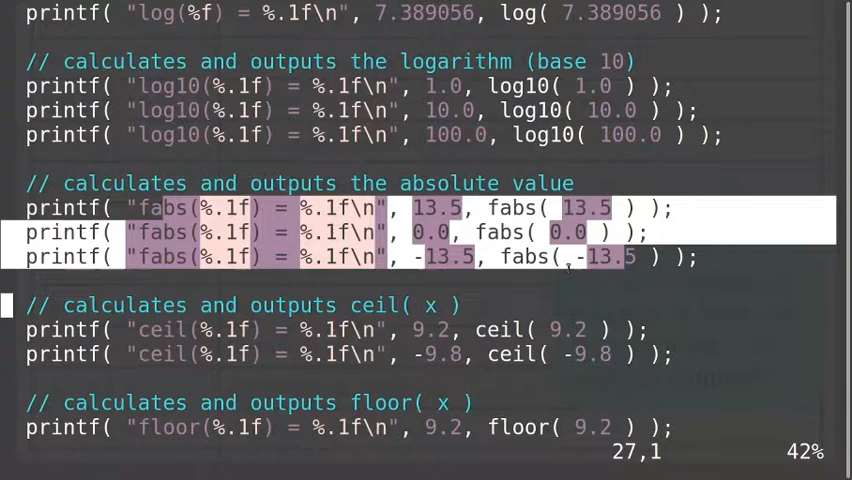 printf( "log(%f) = %.1f\n", 7.389056, log( 7.389056 ) );
// calculates and outputs the logarithm (base 10)
printf( "log10(%.1f) = %.1f\n", 1.0, log10( 1.0 ) );
printf( "log10(%.1f) = %.1f\n", 10.0, log10( 10.0 ) );
printf( "log10(%.1f) = %.1f\n", 100.0, log10( 100.0 ) );
// calculates and outputs the absolute value
printf( "fabs(%.1f) = %.1f\n", 13.5, fabs( 13.5 ) );
printf( "fabs(%.1f) = %.1f\n", 0.0, fabs( 0.0 ) );
printf( "fabs(%.1f) = %.1f\n", -13.5, fabs( -13.5 ) );
// calculates and outputs ceil( x )
printf( "ceil(%.1f) = %.1f\n", 9.2, ceil( 9.2 ) );
printf( "ceil(%.1f) = %.1f\n", -9.8, ceil( -9.8 ) );
// calculates and outputs floor( x )
printf( "floor(%.1f) = %.1f\n", 9.2, floor( 9.2 ) );
27,1 42%